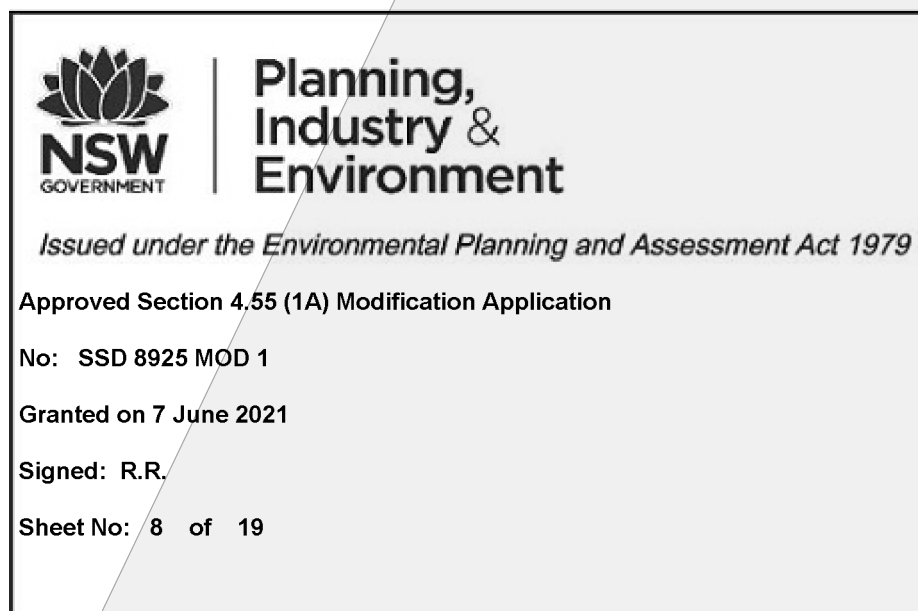 Planning,
Industry &
Environment
NSW
GOVERNMENT
Issued under the Environmental Planning and Assessment Act 1979
Approved Section 4.55 (1A) Modification Application
No: SSD 8925 MOD 1
Granted on 7 June 2021
Signed: R.R.
Sheet No: 8 of 19